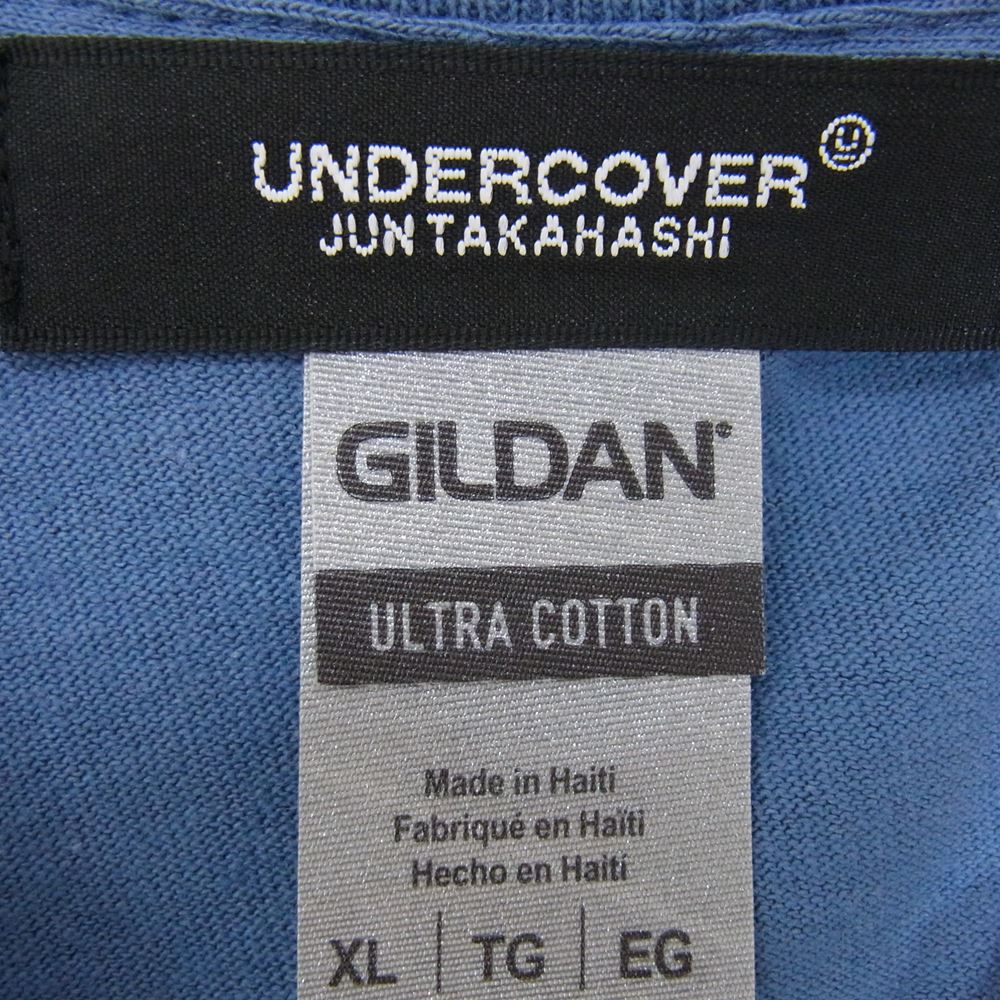 UNDERCOVER
JUN TAKAHASHI
GILDAN®
ULTRA COTTON
Made in Haiti
Fabriqué en Haïti
Hecho en Haití
XL | TG | EG